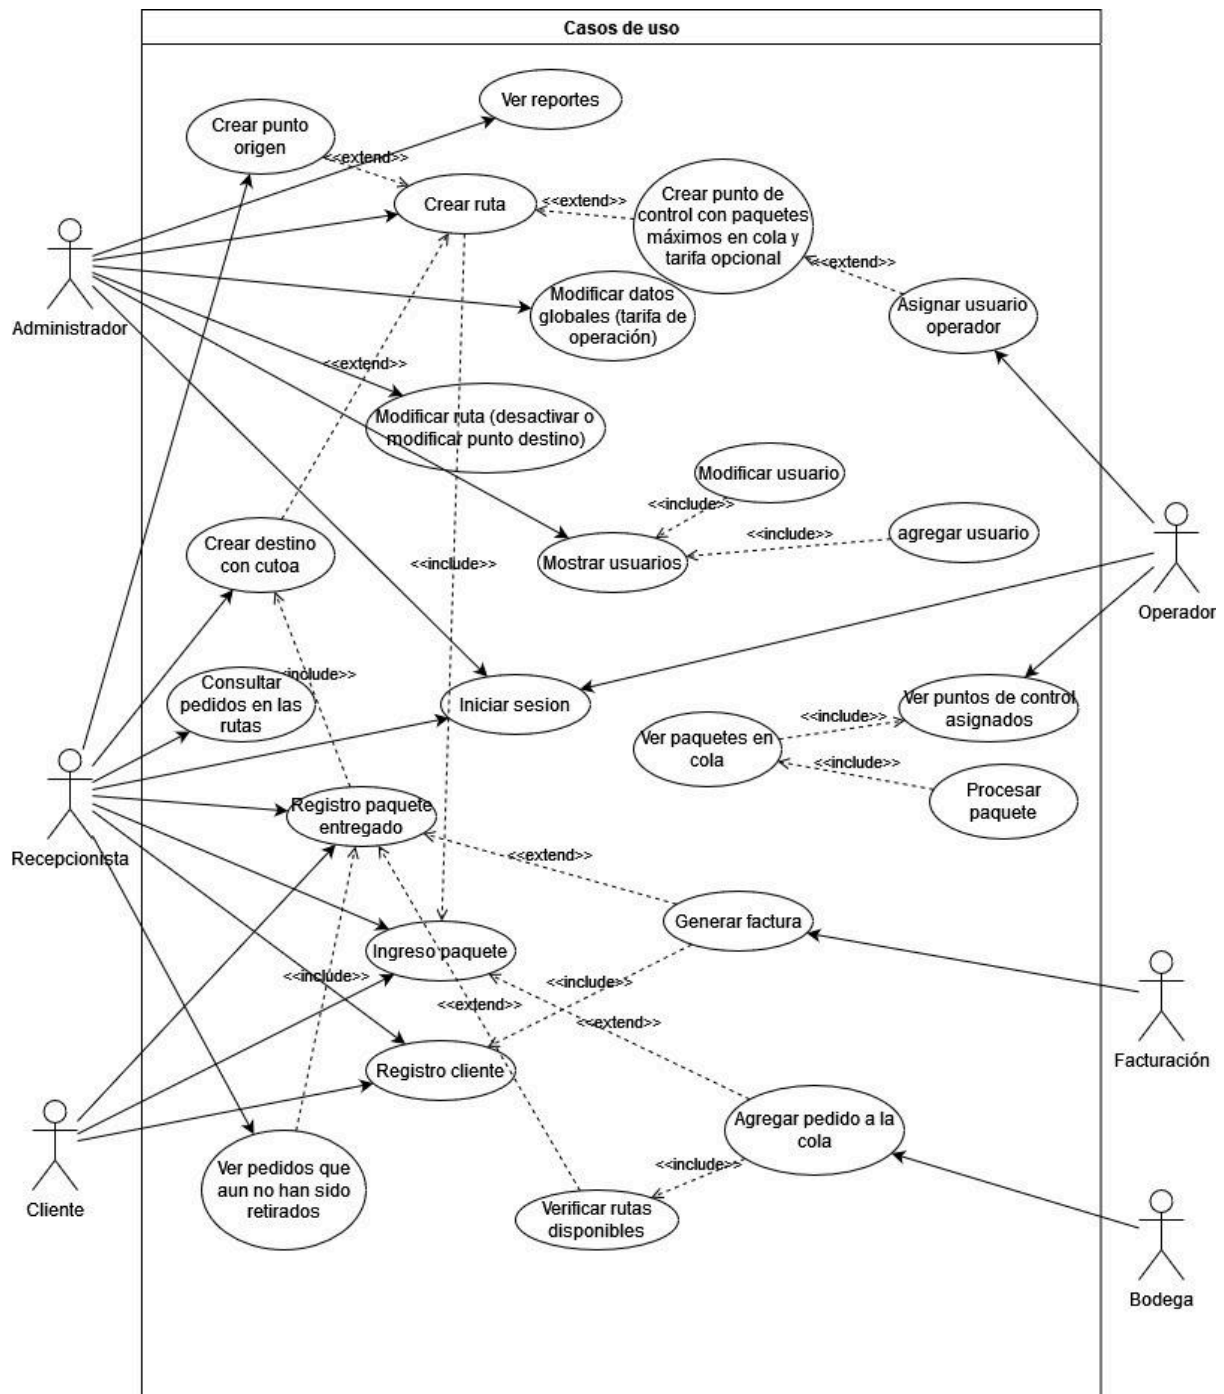 Casos de uso
Ver reportes
Crear punto
origen
<<extend>>
Crear ruta
<<extend>>
Crear punto de
control con paquetes
máximos en cola y
tarifa opcional
<<extend>>
Administrador
Modificar datos
globales (tarifa de
operación)
Asignar usuario
operador
<<extend>>
Modificar ruta (desactivar o
modificar punto destino)
Modificar usuario
<<include>>
<<include>>
agregar usuario
Crear destino
con cutoa
<<include>>
Mostrar usuarios
Operador
include>>
Consultar
pedidos en las
rutas
Iniciar sesion
Ver puntos de control
asignados
<<include>>
Ver paquetes en
cola
<<include>>
Procesar
paquete
Registro paquete
entregado
Recepcionista
<<extend>>
Generar factura
Ingreso paquete
<<include>>
<<include>>
<<extend>>
<<extend>>
Facturación
Registro cliente
Agregar pedido a la
cola
<<include>>
Ver pedidos que
aun no han sido
retirados
Cliente
Verificar rutas
disponibles
Bodega